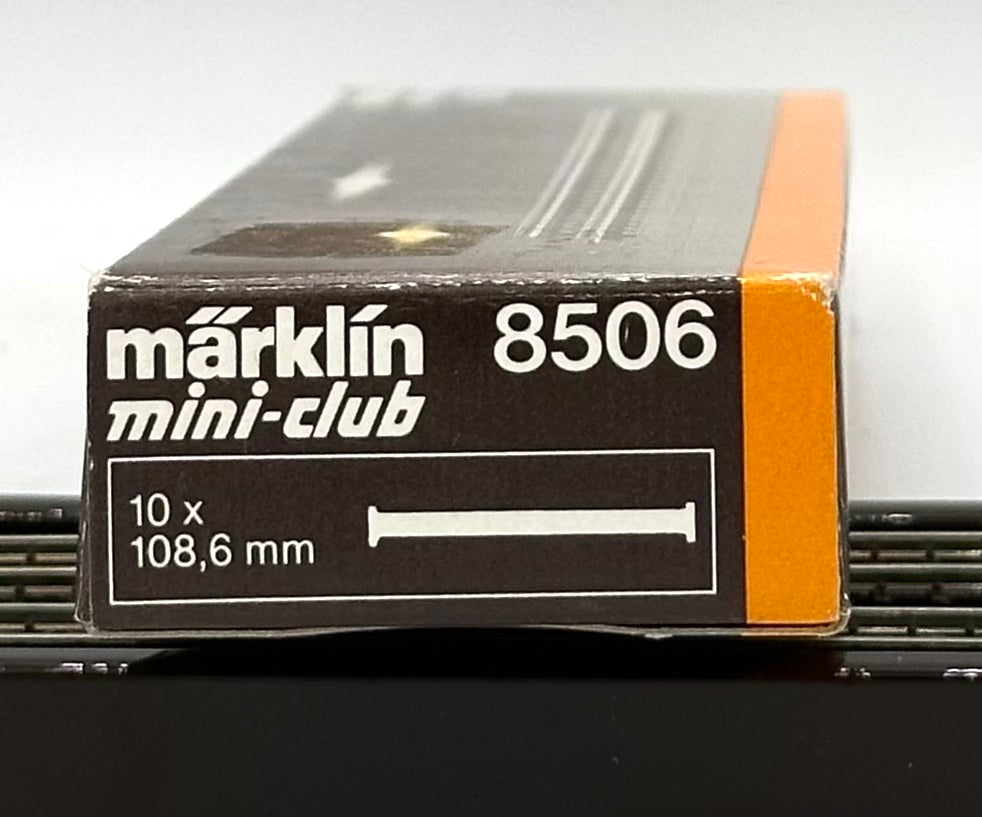 märklin 8506
mini-club
10 x
108,6 mm